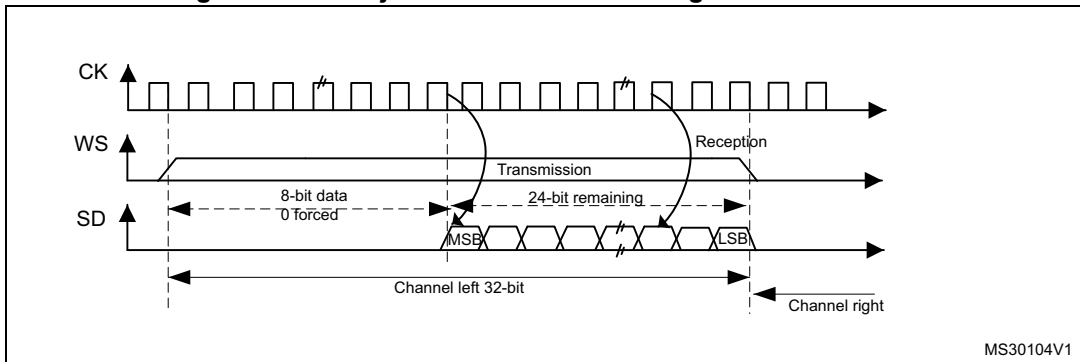 CK
WS
Reception
Transmission
8-bit data
0 forced
24-bit remaining
SD
MSB
LSB
Channel left 32-bit
Channel right
MS30104V1